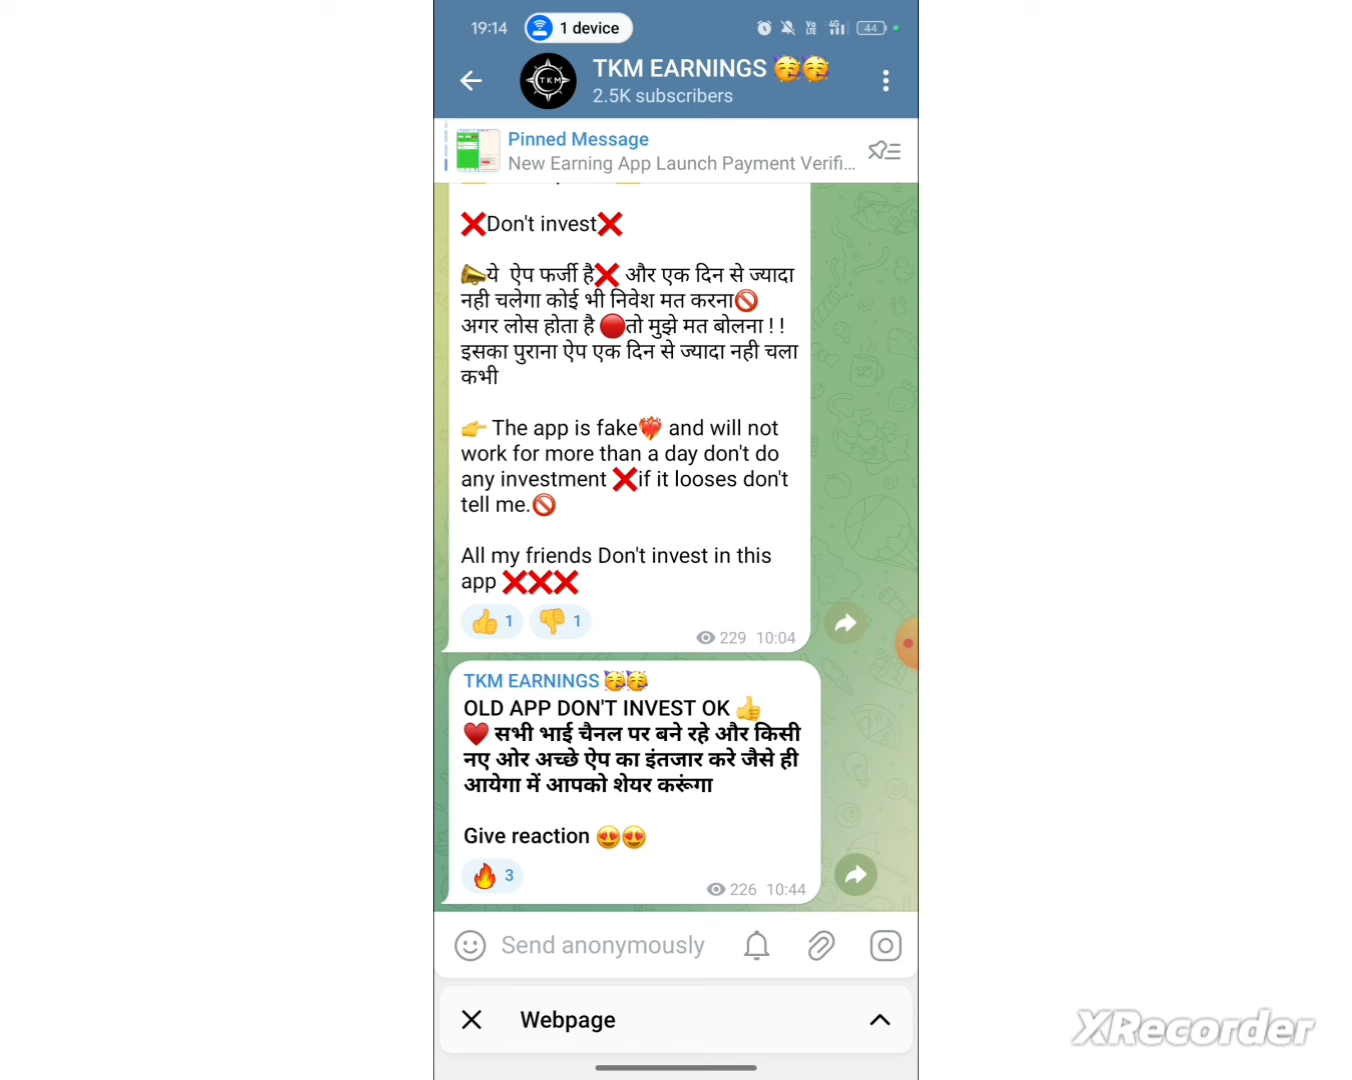 19:14 1 device Vo LTE 4G 44
TKM EARNINGS 🥳🥳
TKM
2.5K subscribers
Pinned Message
New Earning App Launch Payment Verifi...
❌Don't invest❌
📣ये ऐप फर्जी है❌ और एक दिन से ज्यादा
नही चलेगा कोई भी निवेश मत करना🚫
अगर लोस होता है 🔴तो मुझे मत बोलना ! !
इसका पुराना ऐप एक दिन से ज्यादा नही चला
कभी
👉 The app is fake❤️‍🔥 and will not
work for more than a day don't do
any investment ❌if it looses don't
tell me.🚫
All my friends Don't invest in this
app ❌❌❌
👍 1 👎 1
229 10:04
TKM EARNINGS 🥳🥳
OLD APP DON'T INVEST OK 👍
♥️ सभी भाई चैनल पर बने रहे और किसी
नए ओर अच्छे ऐप का इंतजार करे जैसे ही
आयेगा में आपको शेयर करूंगा
Give reaction 😍😍
🔥 3
226 10:44
Send anonymously
Webpage
XRecorder